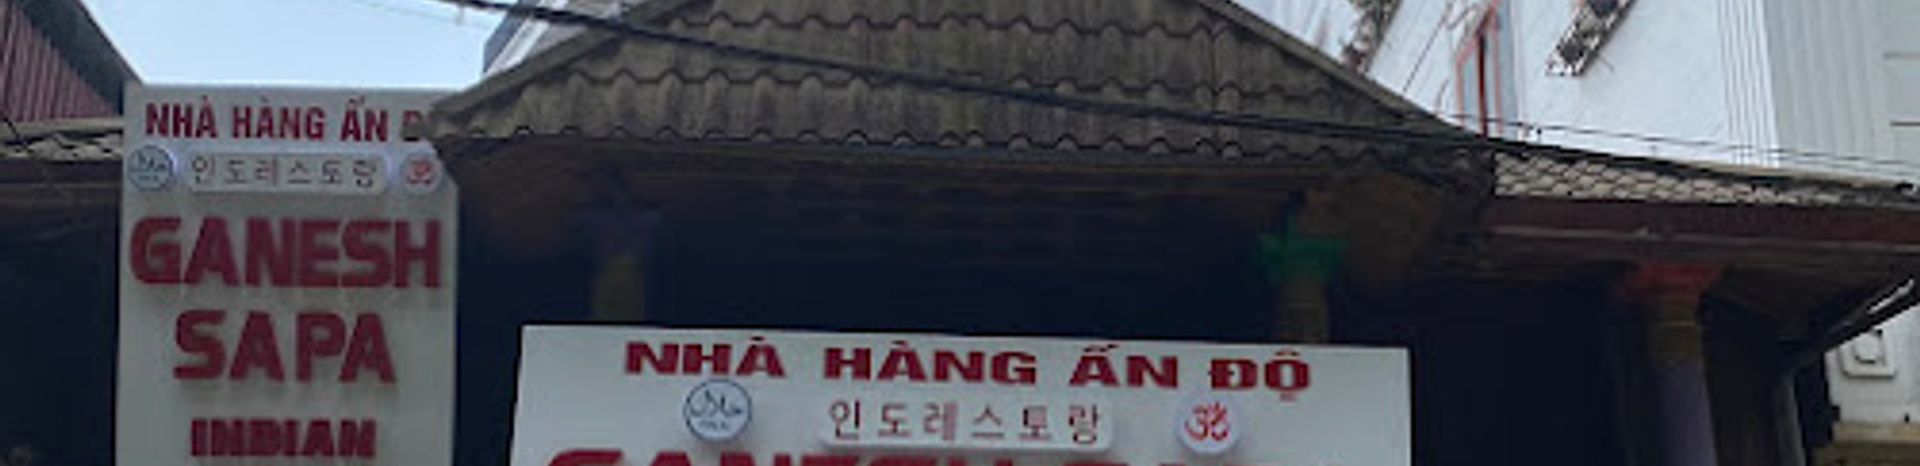 NHÀ HÀNG ẤN
인도레스토랑
ॐ
GANESH
SAPA
INDIAN
NHÀ HÀNG ẤN ĐỘ
인도레스토랑
ॐ